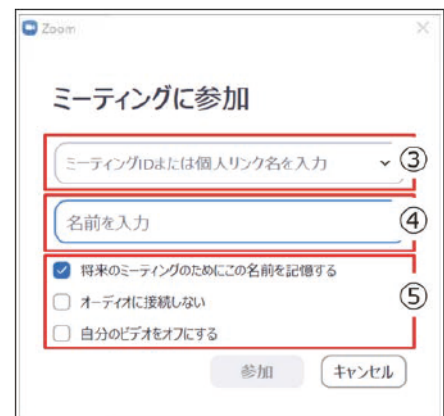 Zoom
ミーティングに参加
ミーティングIDまたは個人リンク名を入力 ③
名前を入力 ④
将来のミーティングのためにこの名前を記憶する
オーディオに接続しない ⑤
自分のビデオをオフにする
参加 キャンセル